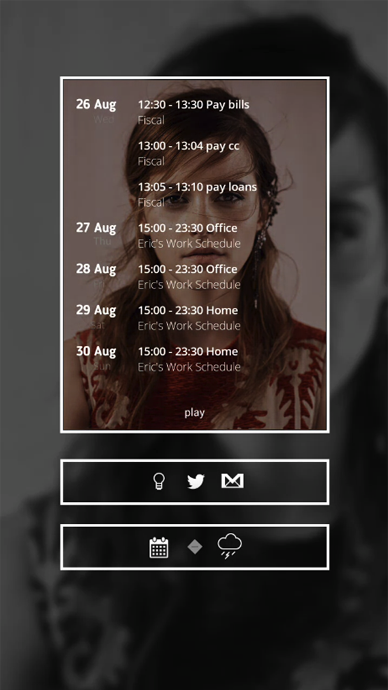 26 Aug 12:30 - 13:30 Pay bills
Wed Fiscal
13:00 - 13:04 pay cc
Fiscal
13:05 - 13:10 pay loans
Fiscal
27 Aug 15:00 - 23:30 Office
Thu Eric's Work Schedule
28 Aug 15:00 - 23:30 Office
Fri Eric's Work Schedule
29 Aug 15:00 - 23:30 Home
Sat Eric's Work Schedule
30 Aug 15:00 - 23:30 Home
Sun Eric's Work Schedule
play